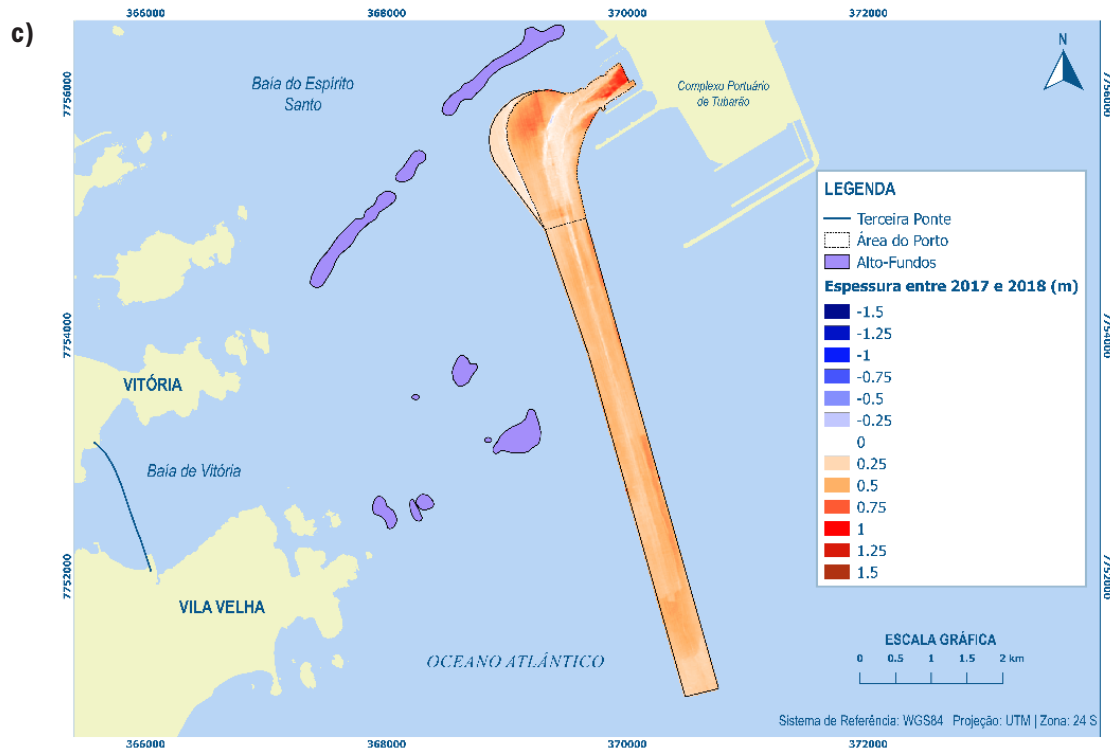 c)
366000
368000
370000
372000
7756000
7754000
7752000
7756000
7754000
7752000
N
Baía do Espírito
Santo
Complexo Portuário
de Tubarão
VITÓRIA
Baía de Vitória
VILA VELHA
OCEANO ATLÂNTICO
LEGENDA
Terceira Ponte
Área do Porto
Alto-Fundos
Espessura entre 2017 e 2018 (m)
-1.5
-1.25
-1
-0.75
-0.5
-0.25
0
0.25
0.5
0.75
1
1.25
1.5
ESCALA GRÁFICA
0 0.5 1 1.5 2 km
Sistema de Referência: WGS84 Projeção: UTM | Zona: 24 S
366000
368000
370000
372000